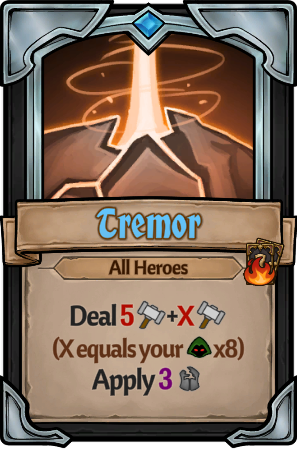 Tremor
All Heroes
Deal 5 +X
(X equals your x8)
Apply 3